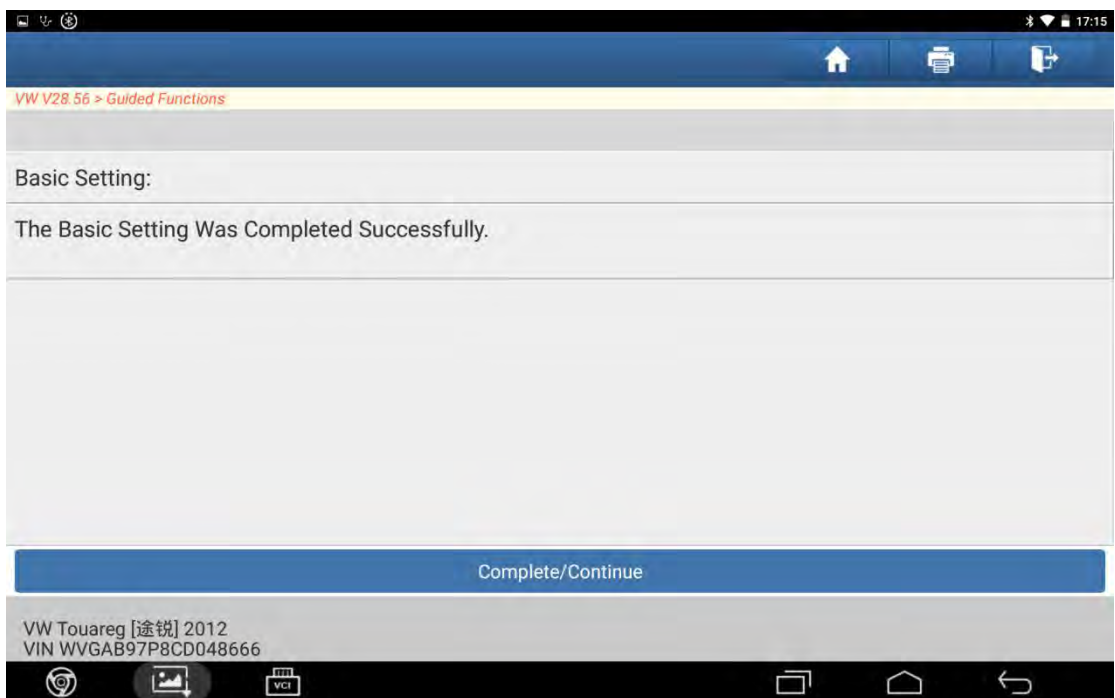 17:15
VW V28.56 > Guided Functions
Basic Setting:
The Basic Setting Was Completed Successfully.
Complete/Continue
VW Touareg [途锐] 2012
VIN WVGAB97P8CD048666
VCI